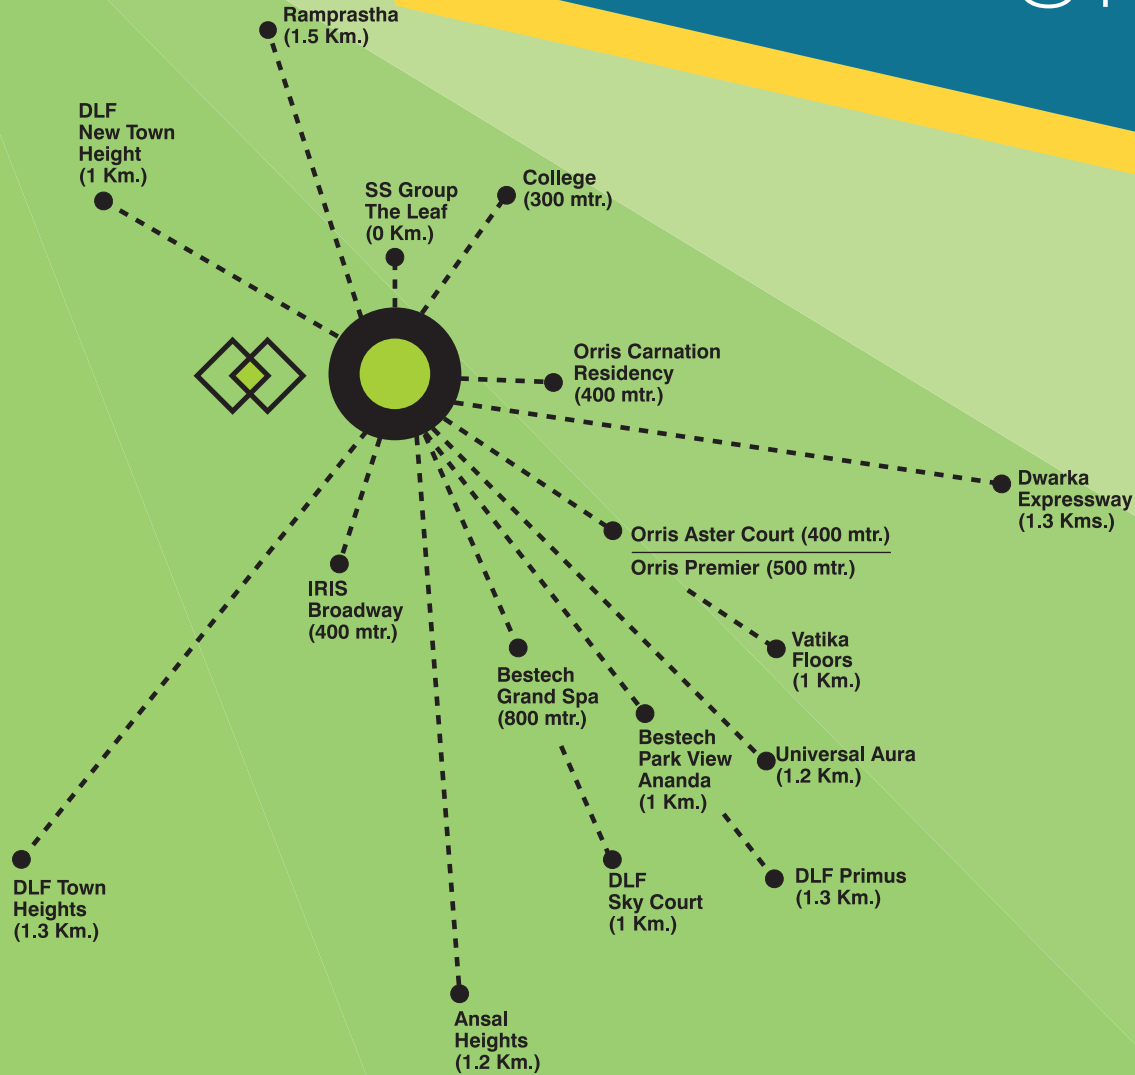 Ramprastha
(1.5 Km.)
DLF
New Town
Height
(1 Km.)
SS Group
The Leaf
(0 Km.)
College
(300 mtr.)
Orris Carnation
Residency
(400 mtr.)
Dwarka
Expressway
(1.3 Kms.)
Orris Aster Court (400 mtr.)
Orris Premier (500 mtr.)
IRIS
Broadway
(400 mtr.)
Vatika
Floors
(1 Km.)
Bestech
Grand Spa
(800 mtr.)
Bestech
Park View
Ananda
(1 Km.)
Universal Aura
(1.2 Km.)
DLF Town
Heights
(1.3 Km.)
DLF
Sky Court
(1 Km.)
DLF Primus
(1.3 Km.)
Ansal
Heights
(1.2 Km.)